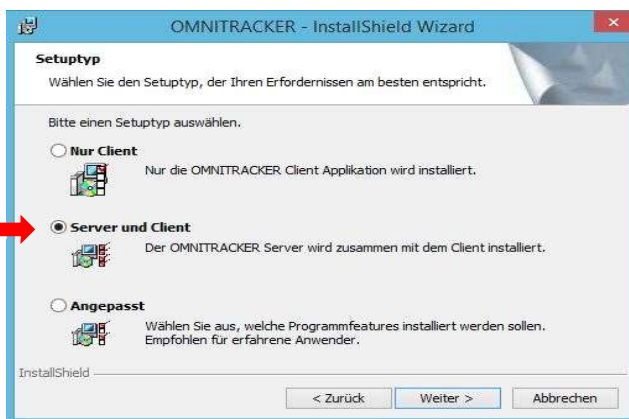 OMNITRACKER - InstallShield Wizard
Setuptyp
Wählen Sie den Setuptyp, der Ihren Erfordernissen am besten entspricht.
Bitte einen Setuptyp auswählen.
Nur Client
Nur die OMNITRACKER Client Applikation wird installiert.
Server und Client
Der OMNITRACKER Server wird zusammen mit dem Client installiert.
Angepasst
Wählen Sie aus, welche Programmfeatures installiert werden sollen.
Empfohlen für erfahrene Anwender.
InstallShield
< Zurück Weiter > Abbrechen